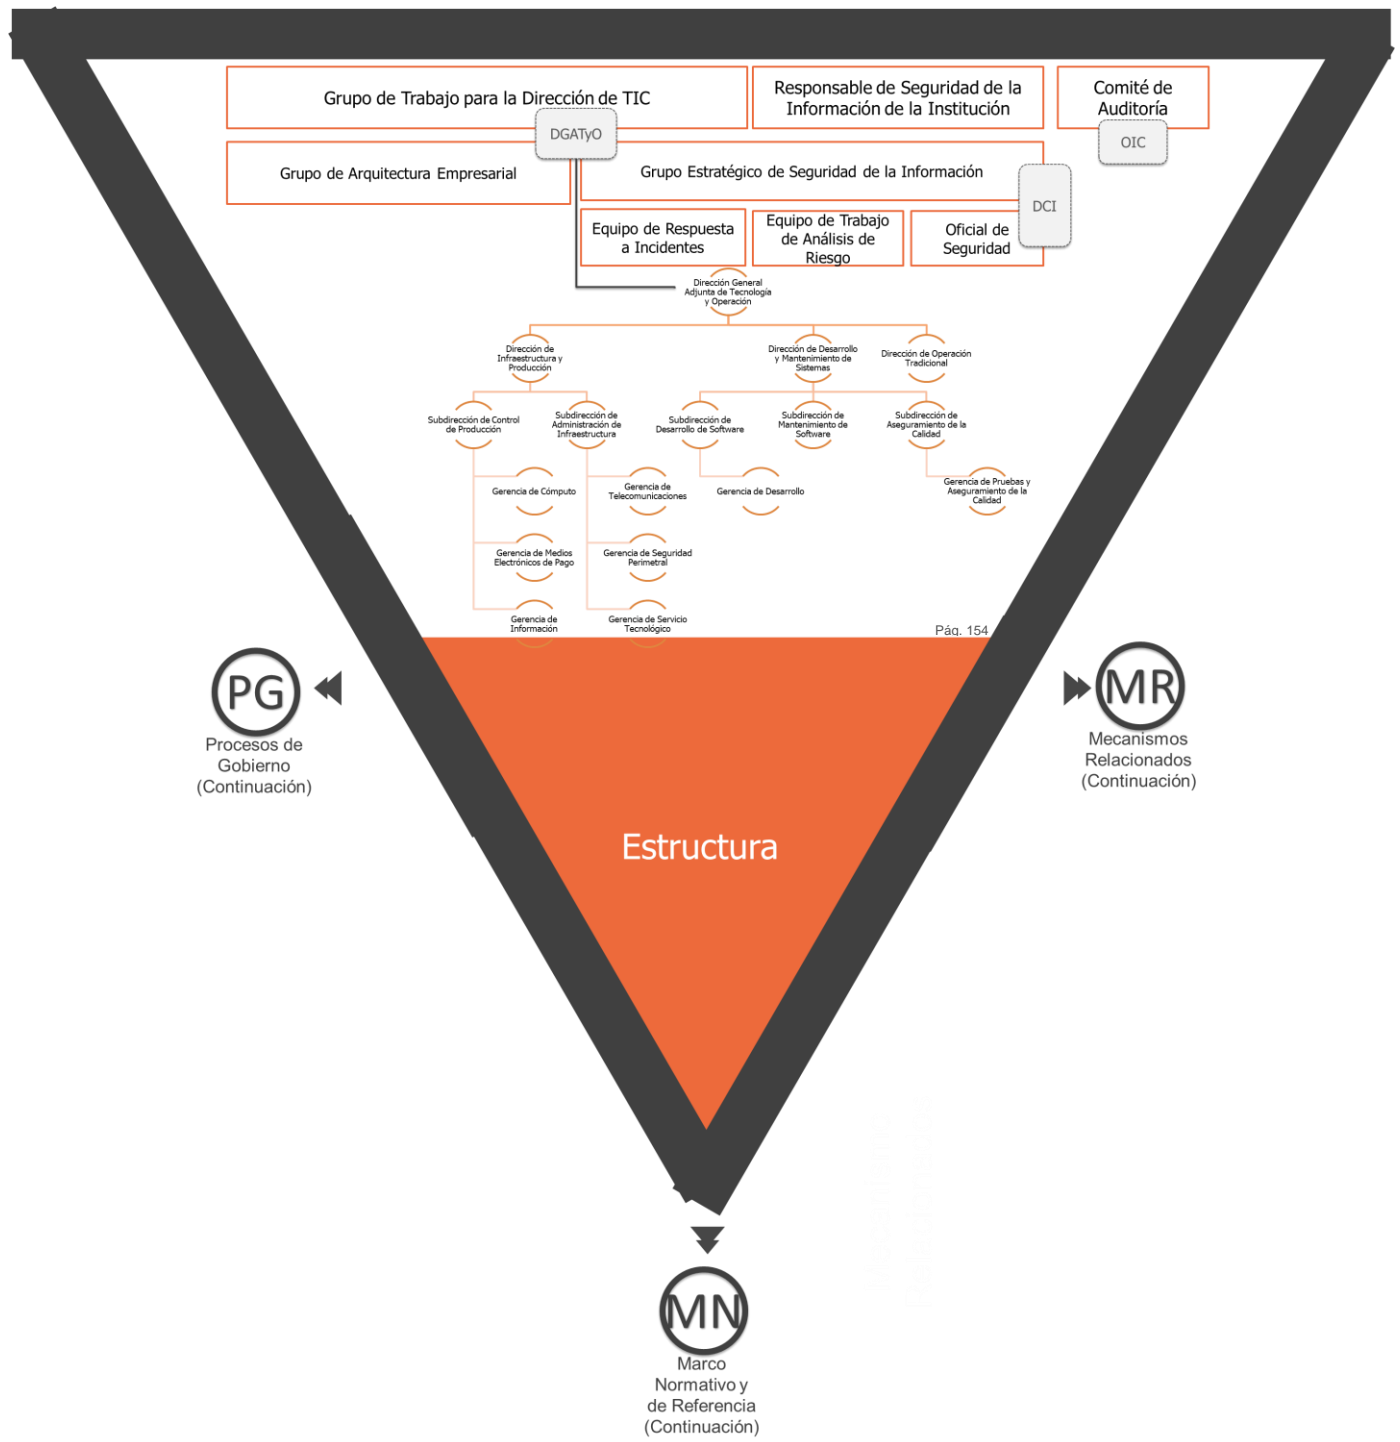 Grupo de Trabajo para la Dirección de TIC
Responsable de Seguridad de la
Información de la Institución
Comité de
Auditoría
DGATyO
OIC
Grupo de Arquitectura Empresarial
Grupo Estratégico de Seguridad de la Información
DCI
Equipo de Respuesta
a Incidentes
Equipo de Trabajo
de Análisis de
Riesgo
Oficial de
Seguridad
Dirección General
Adjunta de Tecnología
y Operación
Dirección de
Infraestructura y
Producción
Dirección de Desarrollo
y Mantenimiento de
Sistemas
Dirección de Operación
Tradicional
Subdirección de Control
de Producción
Subdirección de
Administración de
Infraestructura
Subdirección de
Desarrollo de Software
Subdirección de
Mantenimiento de
Software
Subdirección de
Aseguramiento de la
Calidad
Gerencia de Cómputo
Gerencia de
Telecomunicaciones
Gerencia de Desarrollo
Gerencia de Pruebas y
Aseguramiento de la
Calidad
Gerencia de Medios
Electrónicos de Pago
Gerencia de Seguridad
Perimetral
Gerencia de
Información
Gerencia de Servicio
Tecnológico
Pág. 154
PG
Procesos de
Gobierno
(Continuación)
MR
Mecanismos
Relacionados
(Continuación)
Estructura
MN
Marco
Normativo y
de Referencia
(Continuación)